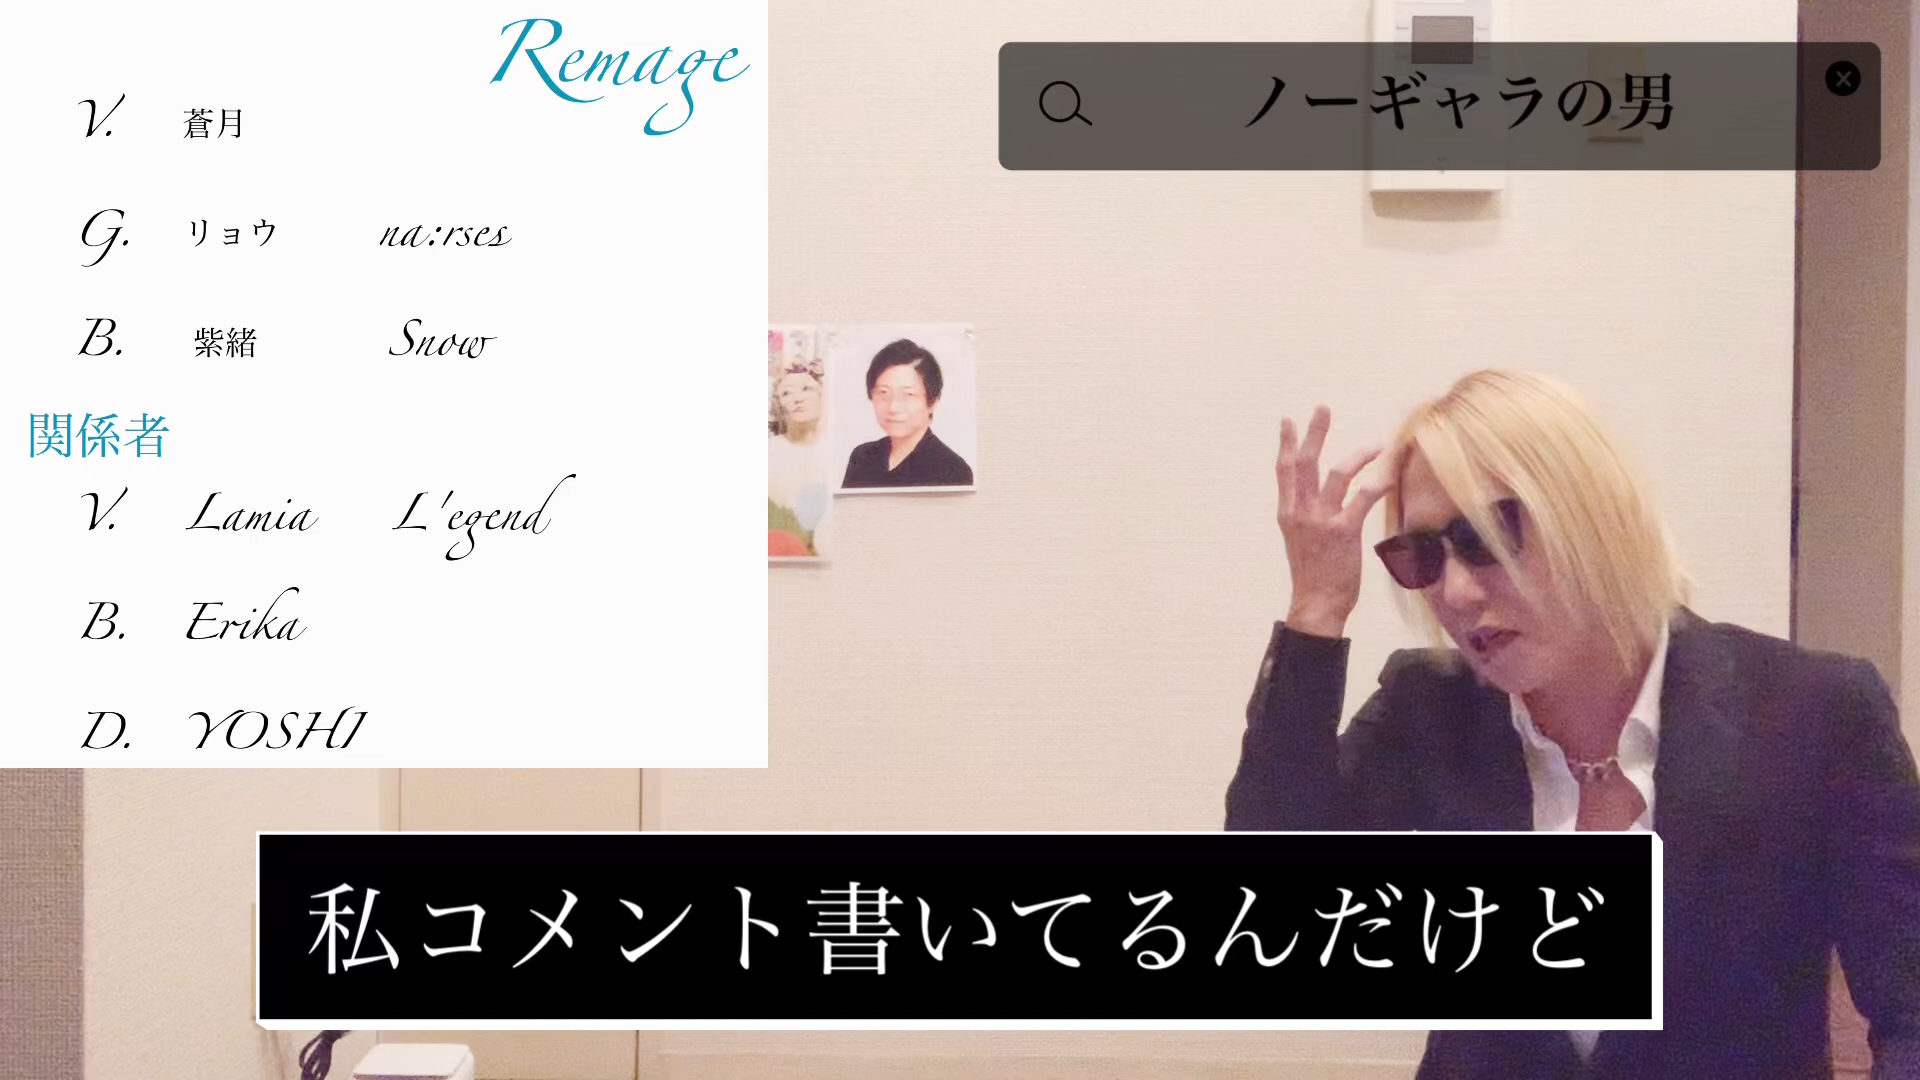 Remage
V. 蒼月
G. リョウ na:rses
B. 紫緒 Snow
関係者
V. Lamia L'egend
B. Erika
D. YOSHI
ノーギャラの男
私コメント書いてるんだけど